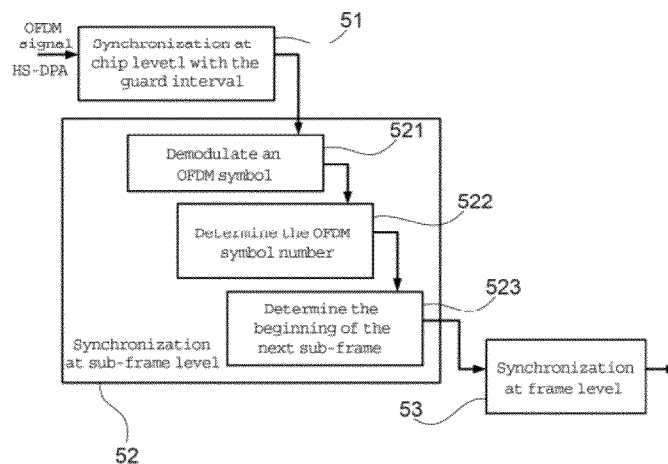 OFDM
signal
HS-DPA
Synchronization at
chip level1 with the
guard interval
51
Demodulate an
OFDM symbol
521
Determine the OFDM
symbol number
522
Determine the
beginning of the
next sub-frame
523
Synchronization
at sub-frame level
52
Synchronization
at frame level
53